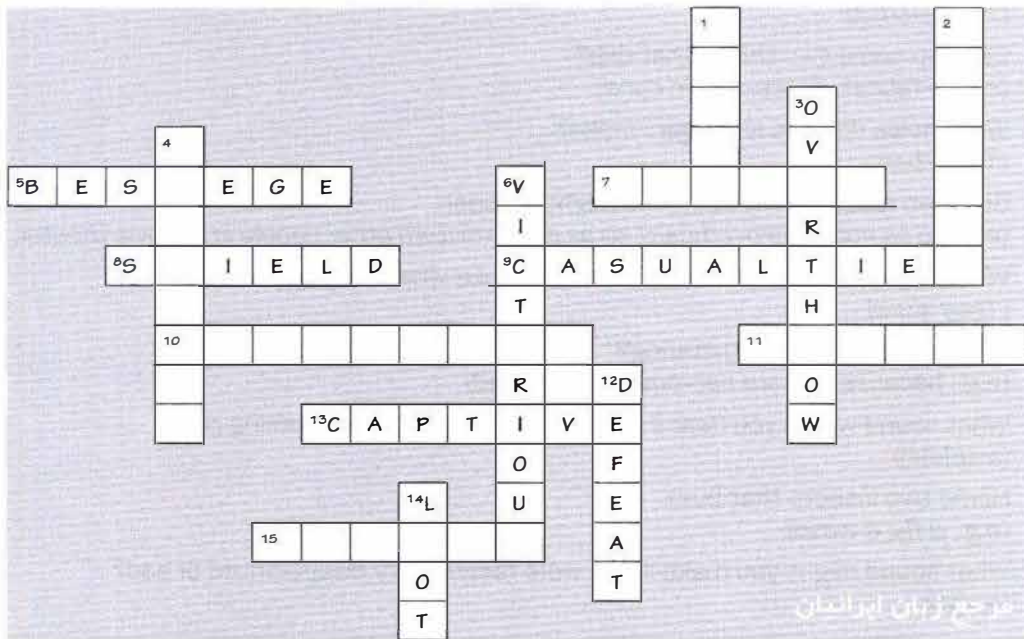 1 2
3O
4 V
5B E S E G E 6V 7
I R
8S I E L D 9C A S U A L T I E
T H
10 11
R 12D O
13C A P T I V E W
O F
14L U E
15 A
O T
مرجع زبان ایرانیان
T